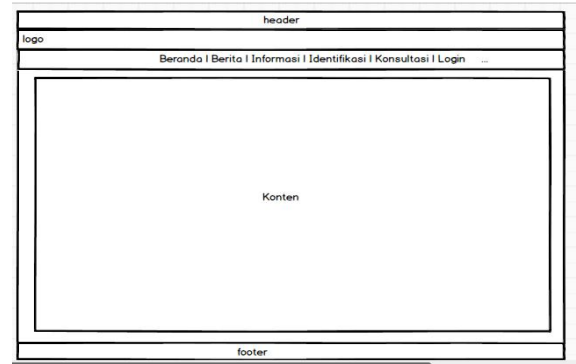 header
logo
Beranda | Berita | Informasi | Identifikasi | Konsultasi | Login ...
Konten
footer